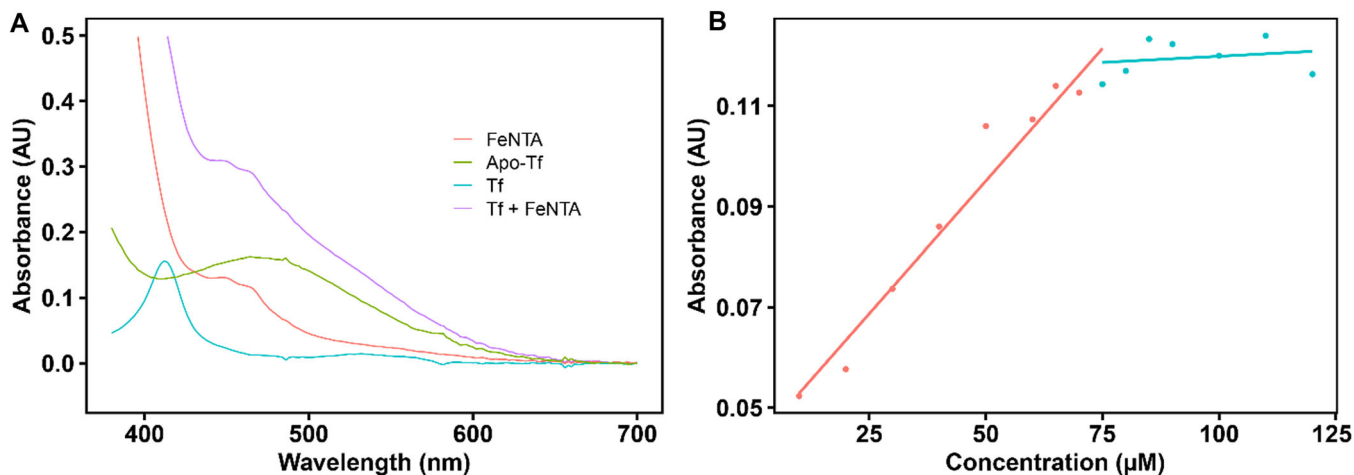 A
0.5
0.4
0.3
0.2
0.1
0.0
Absorbance (AU)
400
500
600
700
Wavelength (nm)
FeNTA
Apo-Tf
Tf
Tf + FeNTA
B
0.11
0.09
0.07
0.05
Absorbance (AU)
25
50
75
100
125
Concentration (µM)